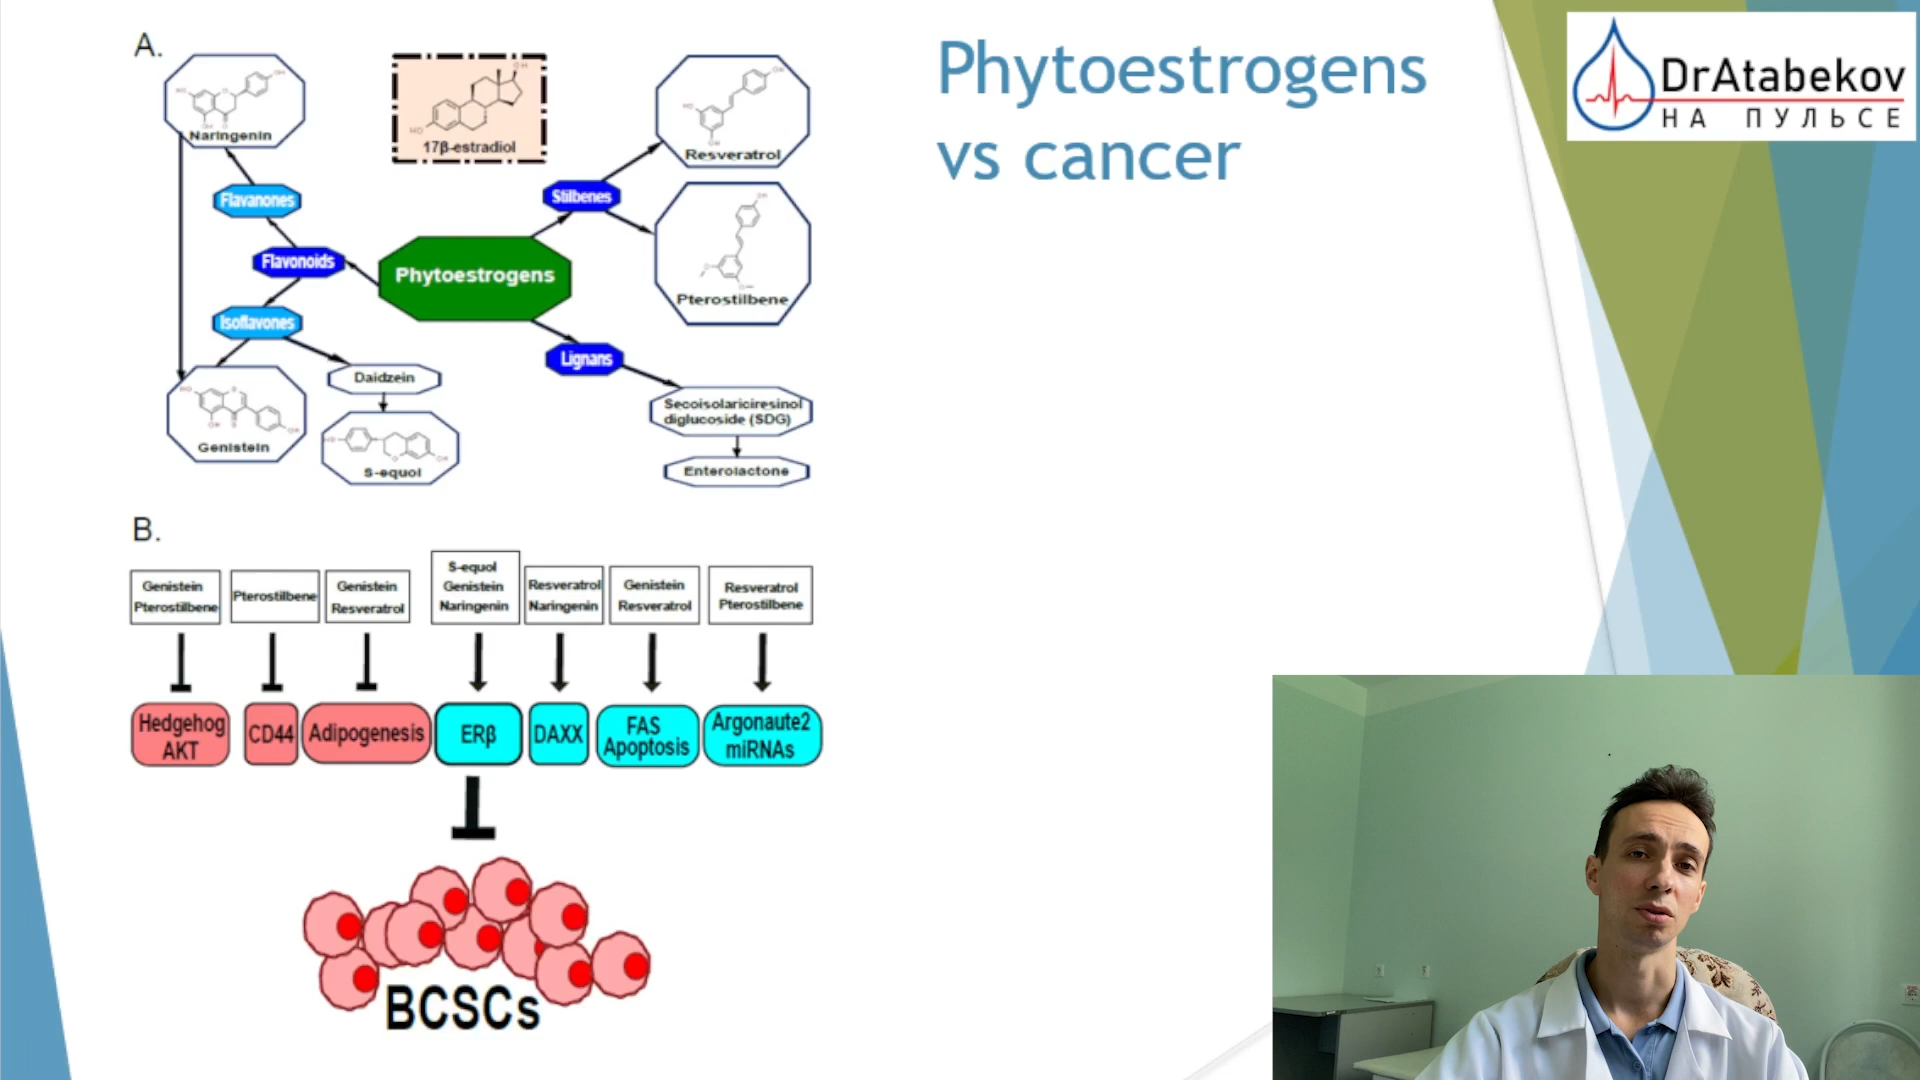 Phytoestrogens
vs cancer
DrAtabekov
НА ПУЛЬСЕ
A.
Naringenin
17β-estradiol
Resveratrol
Flavanones
Stilbenes
Flavonoids
Phytoestrogens
Pterostilbene
Isoflavones
Lignans
Daidzein
Secoisolariciresinol
diglucoside (SDG)
Genistein
S-equol
Enterolactone
B.
Genistein
Pterostilbene
Pterostilbene
Genistein
Resveratrol
S-equol
Genistein
Naringenin
Resveratrol
Naringenin
Genistein
Resveratrol
Resveratrol
Pterostilbene
Hedgehog
AKT
CD44
Adipogenesis
ERβ
DAXX
FAS
Apoptosis
Argonaute2
miRNAs
BCSCs